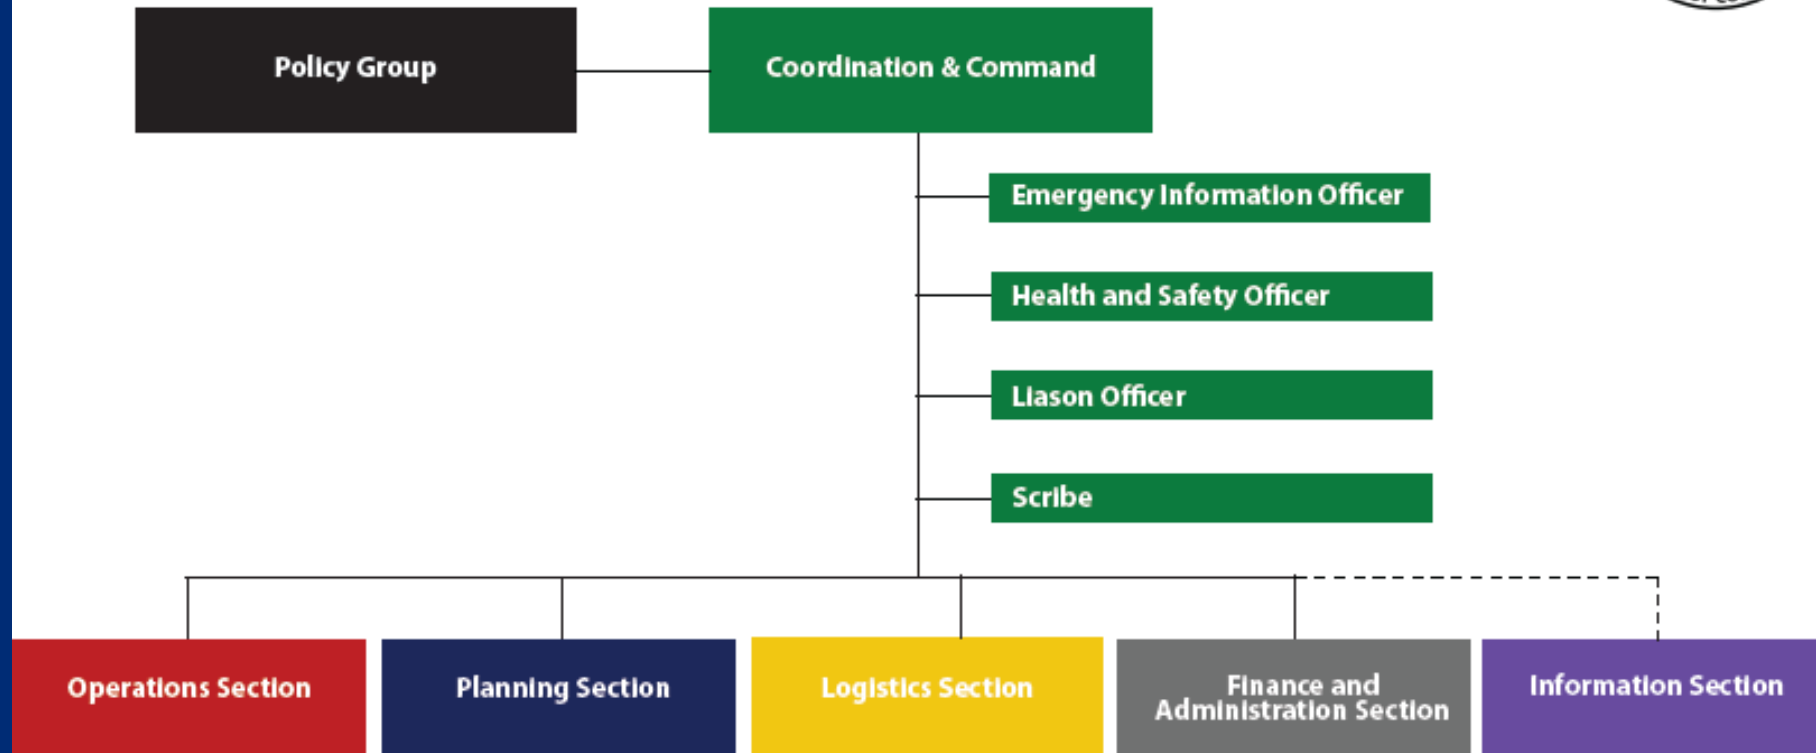 Policy Group
Coordination & Command
Emergency Information Officer
Health and Safety Officer
Liason Officer
Scribe
Operations Section
Planning Section
Logistics Section
Finance and
Administration Section
Information Section